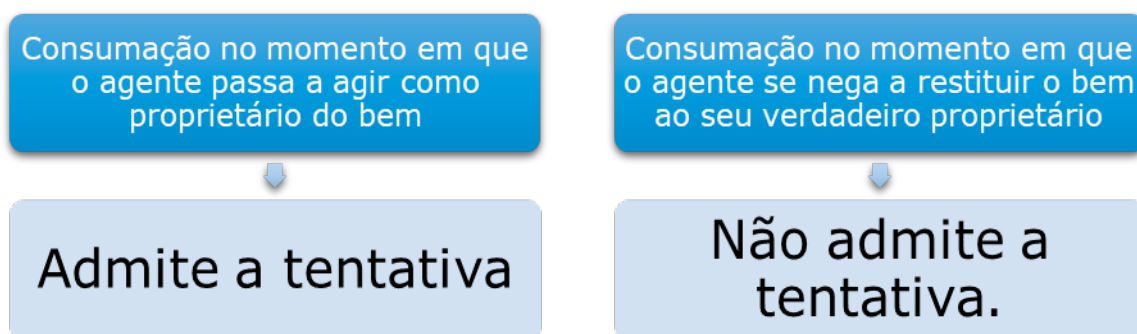 Consumação no momento em que
o agente passa a agir como
proprietário do bem
Admite a tentativa
Consumação no momento em que
o agente se nega a restituir o bem
ao seu verdadeiro proprietário
Não admite a
tentativa.